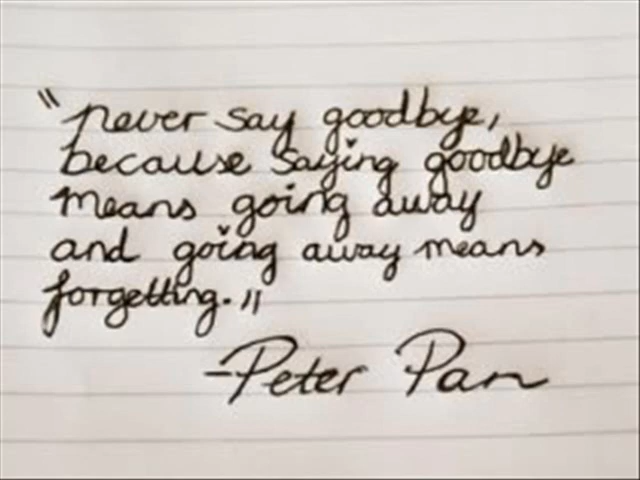 "never say goodbye,
because saying goodbye
means going away
and going away means
forgetting."
-Peter Pan